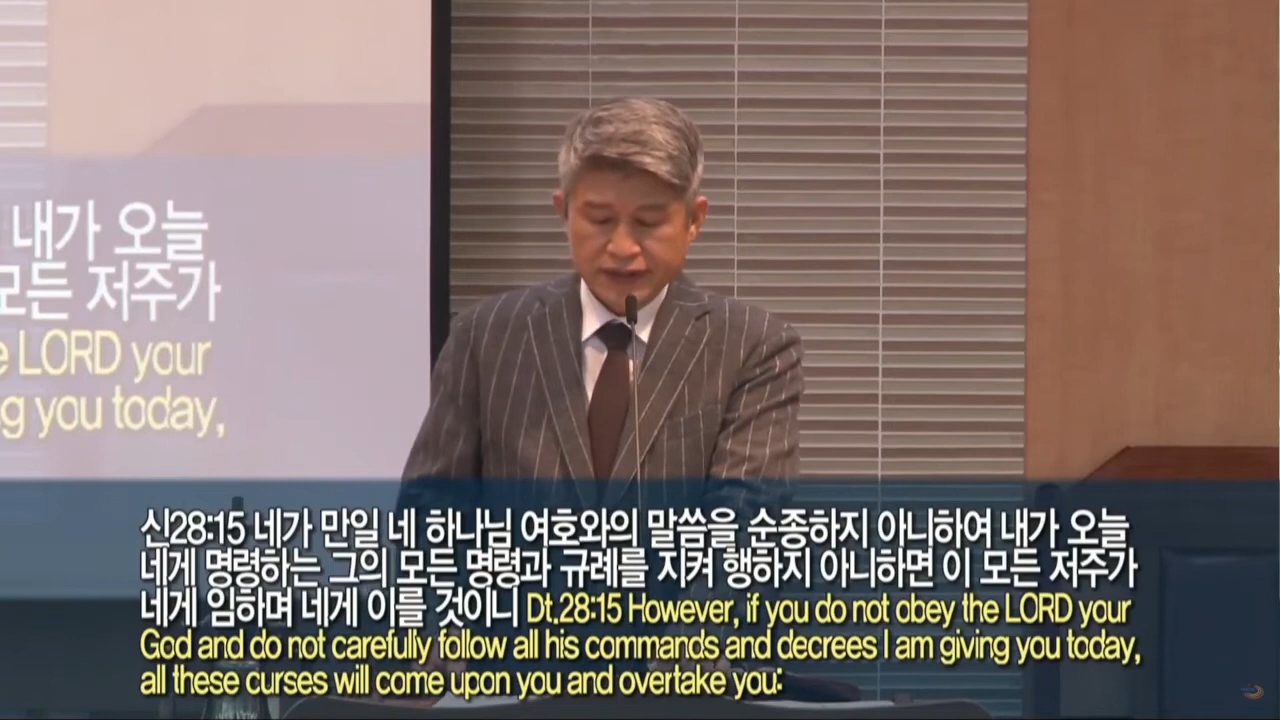 내가 오늘
모든 저주가
e LORD your
ng you today,
신28:15 네가 만일 네 하나님 여호와의 말씀을 순종하지 아니하여 내가 오늘
네게 명령하는 그의 모든 명령과 규례를 지켜 행하지 아니하면 이 모든 저주가
네게 임하며 네게 이를 것이니 Dt.28:15 However, if you do not obey the LORD your
God and do not carefully follow all his commands and decrees I am giving you today,
all these curses will come upon you and overtake you: